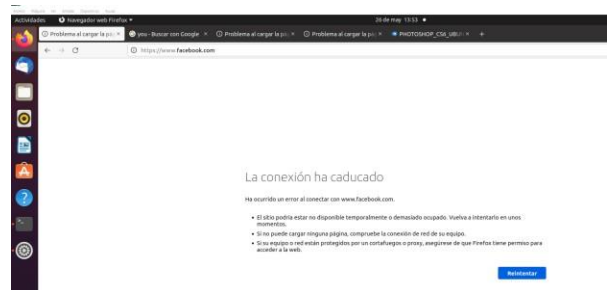 Actividades Navegador web Firefox 26 de may 13:53
Problema al cargar la pá you - Buscar con Google Problema al cargar la pá Problema al cargar la pá PHOTOSHOP_CS6_UBU
https://www.facebook.com
La conexión ha caducado
Ha ocurrido un error al conectar con www.facebook.com.
El sitio podría estar no disponible temporalmente o demasiado ocupado. Vuelva a intentarlo en unos
momentos.
Si no puede cargar ninguna página, compruebe la conexión de red de su equipo.
Si su equipo o red están protegidos por un cortafuegos o proxy, asegúrese de que Firefox tiene permiso para
acceder a la web.
Reintentar